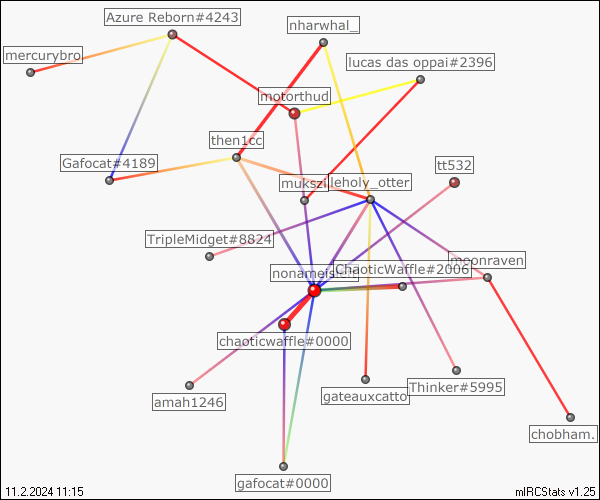 Azure Reborn#4243
nharwhal_
mercurybro
lucas das oppai#2396
motorthud
then1cc
Gafocat#4189
tt532
mukszi
leholy_otter
TripleMidget#8824
moonraven
ChaoticWaffle#2006
chaoticwaffle#0000
Thinker#5995
gateauxcatto
amah1246
chobham.
gafocat#0000
11.2.2024 11:15
mIRCStats v1.25